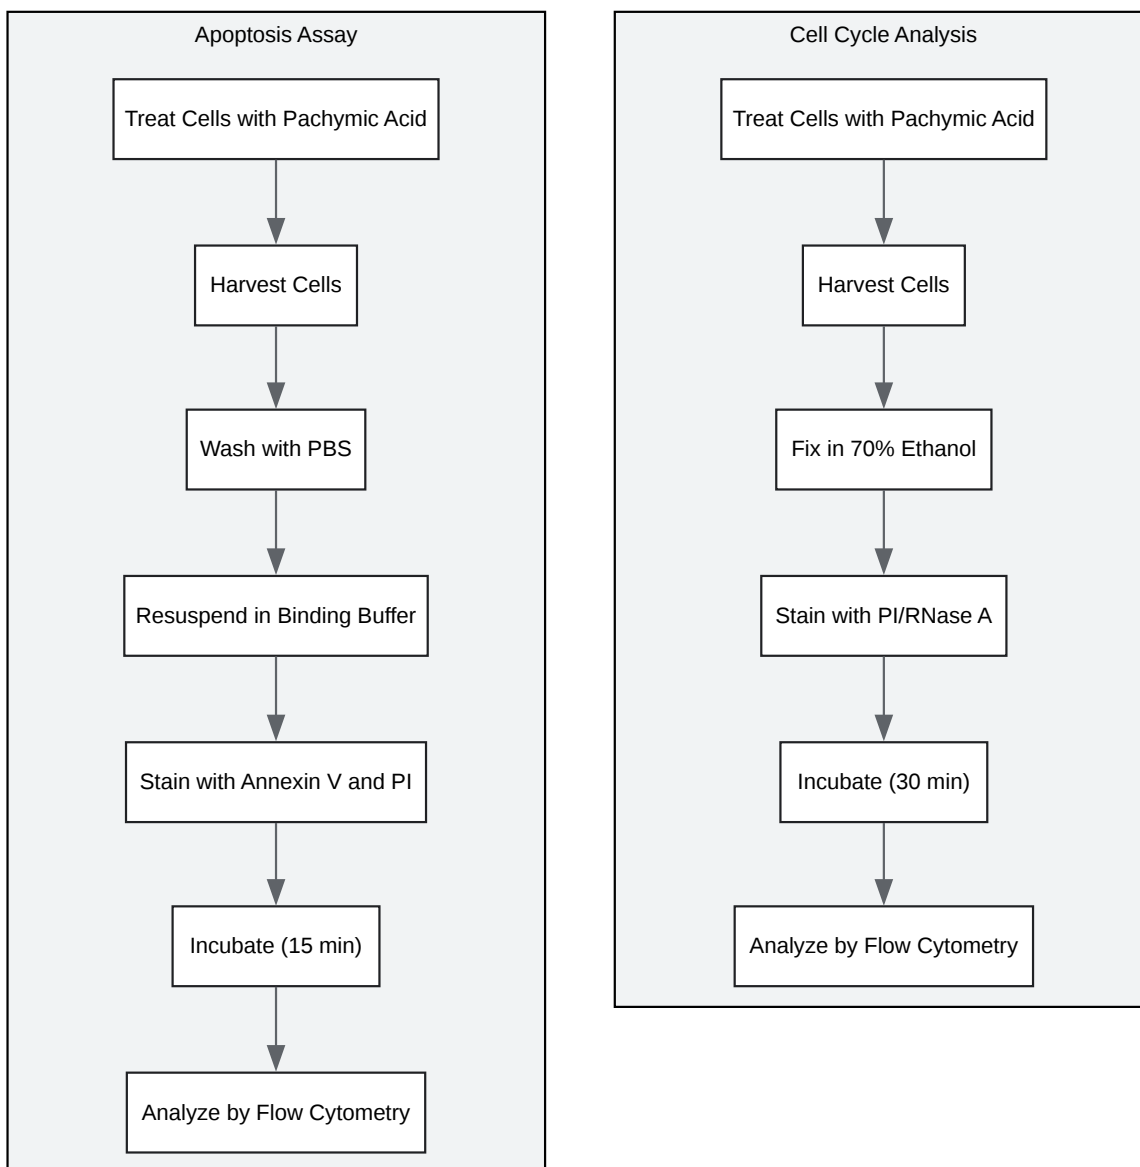 Apoptosis Assay
Treat Cells with Pachymic Acid
Harvest Cells
Wash with PBS
Resuspend in Binding Buffer
Stain with Annexin V and PI
Incubate (15 min)
Analyze by Flow Cytometry
Cell Cycle Analysis
Treat Cells with Pachymic Acid
Harvest Cells
Fix in 70% Ethanol
Stain with PI/RNase A
Incubate (30 min)
Analyze by Flow Cytometry